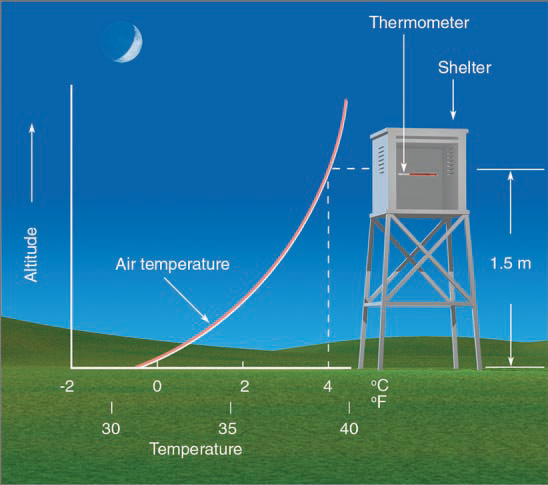 Thermometer
Shelter
Altitude
Air temperature
1.5 m
-2 0 2 4 °C
°F
30 35 40
Temperature